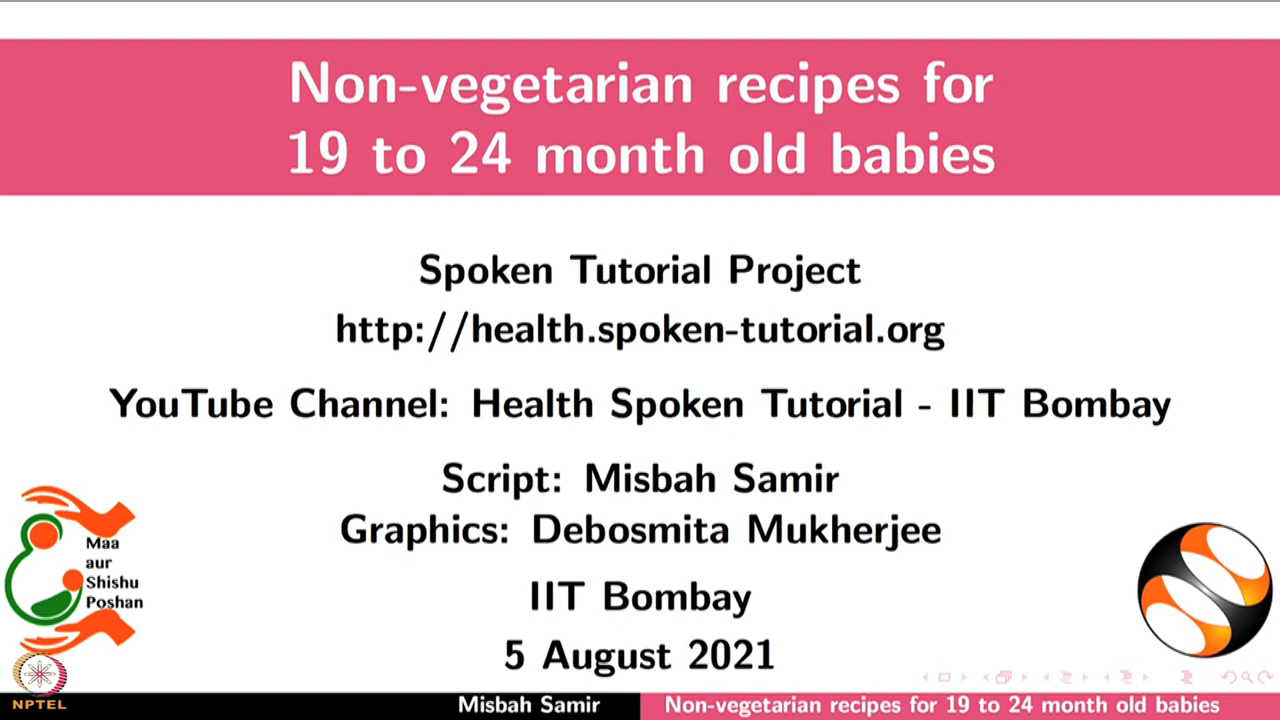 Non-vegetarian recipes for
19 to 24 month old babies
Spoken Tutorial Project
http://health.spoken-tutorial.org
YouTube Channel: Health Spoken Tutorial - IIT Bombay
Script: Misbah Samir
Graphics: Debosmita Mukherjee
IIT Bombay
5 August 2021
Maa
aur
Shishu
Poshan
NPTEL
Misbah Samir
Non-vegetarian recipes for 19 to 24 month old babies